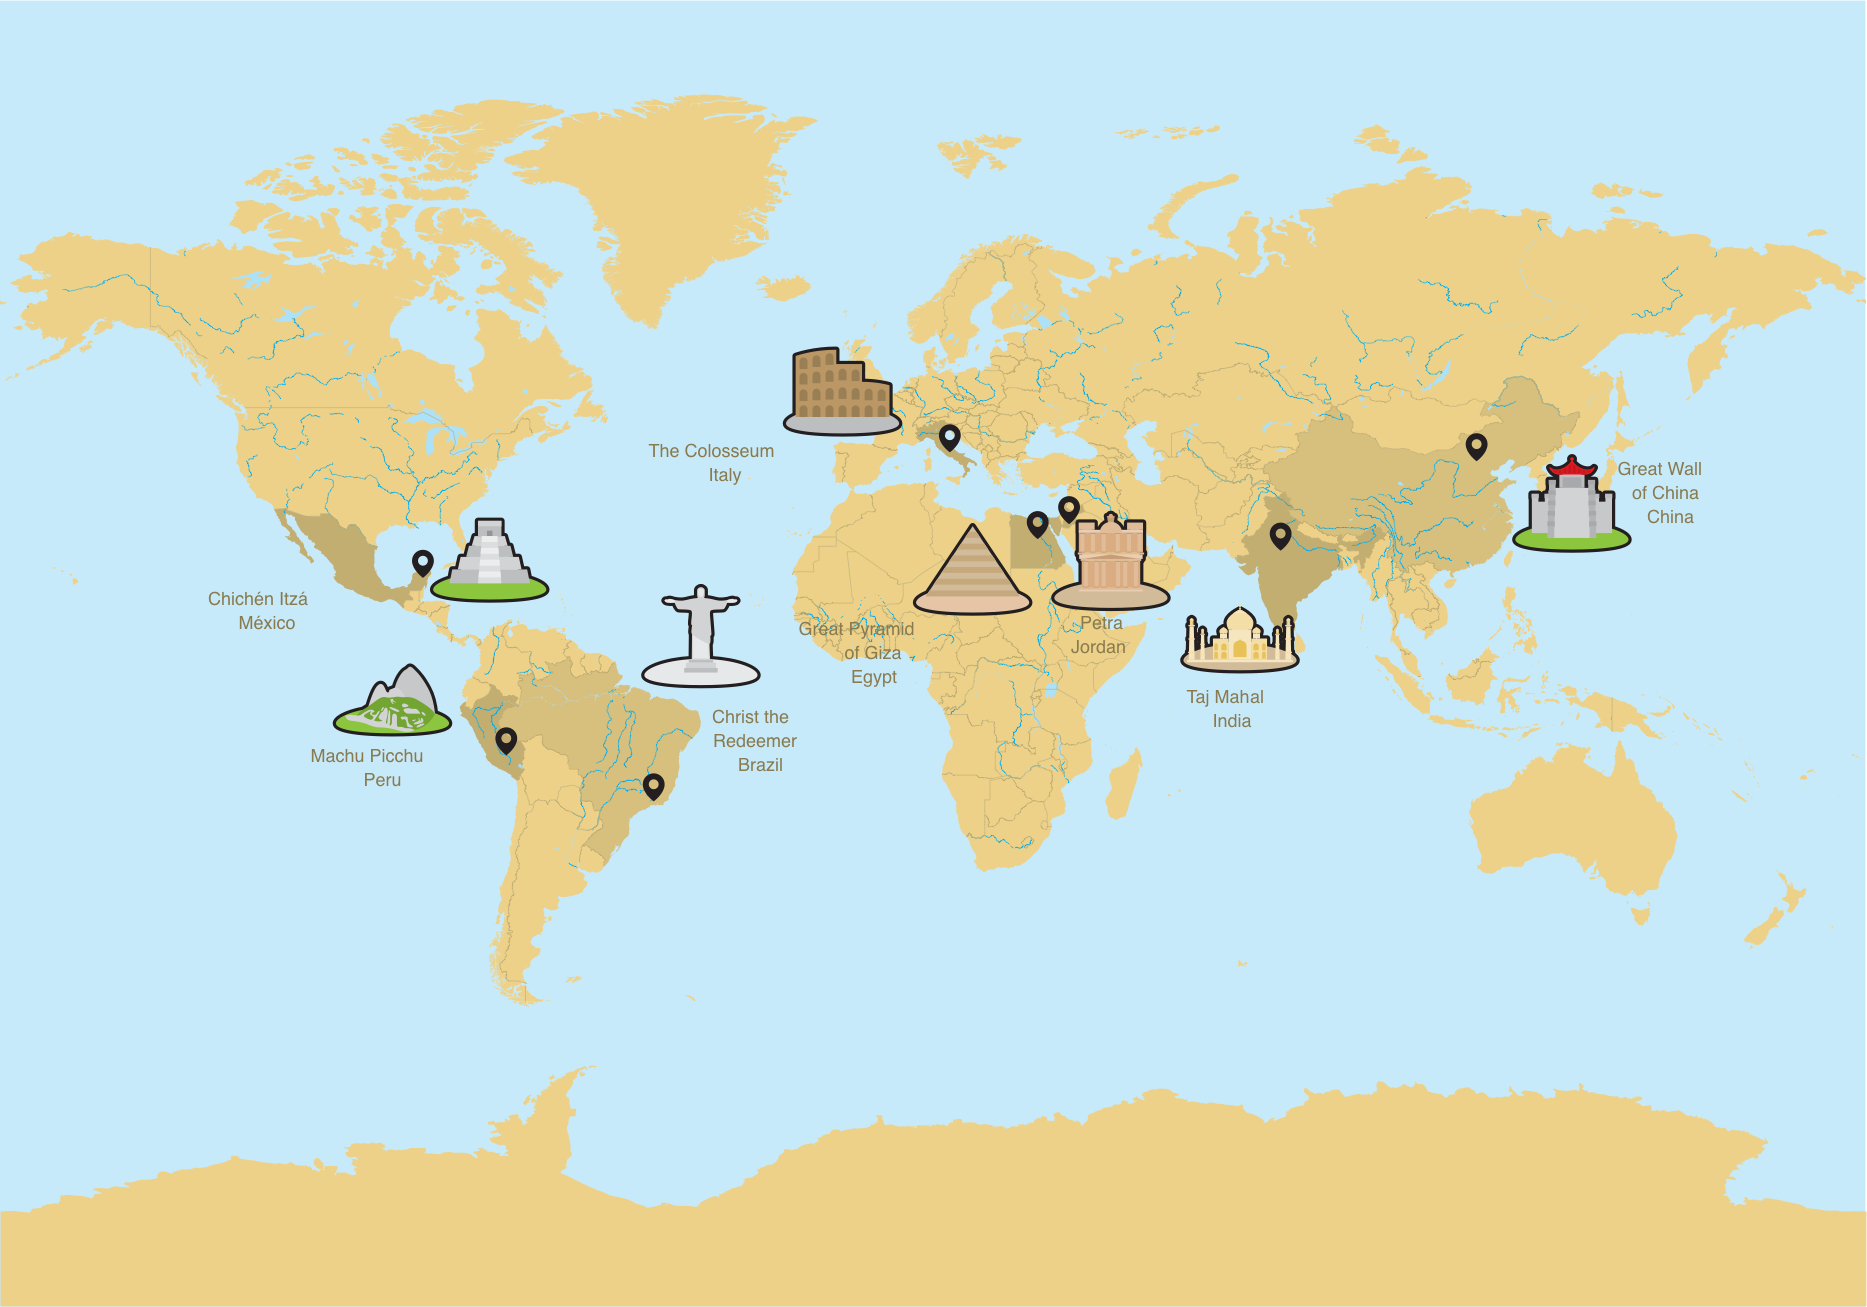 The Colosseum
Italy
Great Wall
of China
China
Chichén Itzá
México
Great Pyramid
of Giza
Egypt
Petra
Jordan
Taj Mahal
India
Christ the
Redeemer
Brazil
Machu Picchu
Peru